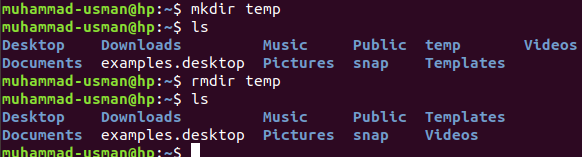 muhammad-usman@hp:~$ mkdir temp
muhammad-usman@hp:~$ ls
Desktop    Downloads         Music     Public  temp       Videos
Documents  examples.desktop  Pictures  snap    Templates
muhammad-usman@hp:~$ rmdir temp
muhammad-usman@hp:~$ ls
Desktop    Downloads         Music     Public  Templates
Documents  examples.desktop  Pictures  snap    Videos
muhammad-usman@hp:~$